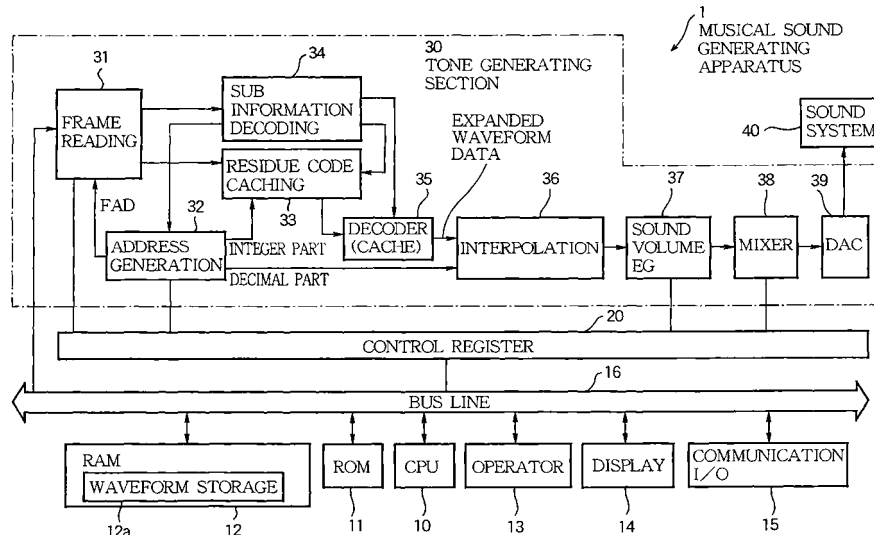 1
MUSICAL SOUND
GENERATING
APPARATUS
30
TONE GENERATING
SECTION
31
FRAME
READING
34
SUB
INFORMATION
DECODING
EXPANDED
WAVEFORM
DATA
40
SOUND
SYSTEM
RESIDUE CODE
CACHING
33
35
DECODER
(CACHE)
36
INTERPOLATION
37
SOUND
VOLUME
EG
38
MIXER
39
DAC
FAD
32
ADDRESS
GENERATION
INTEGER PART
DECIMAL PART
20
CONTROL REGISTER
16
BUS LINE
RAM
WAVEFORM STORAGE
12a
12
ROM
11
CPU
10
OPERATOR
13
DISPLAY
14
COMMUNICATION
I/O
15